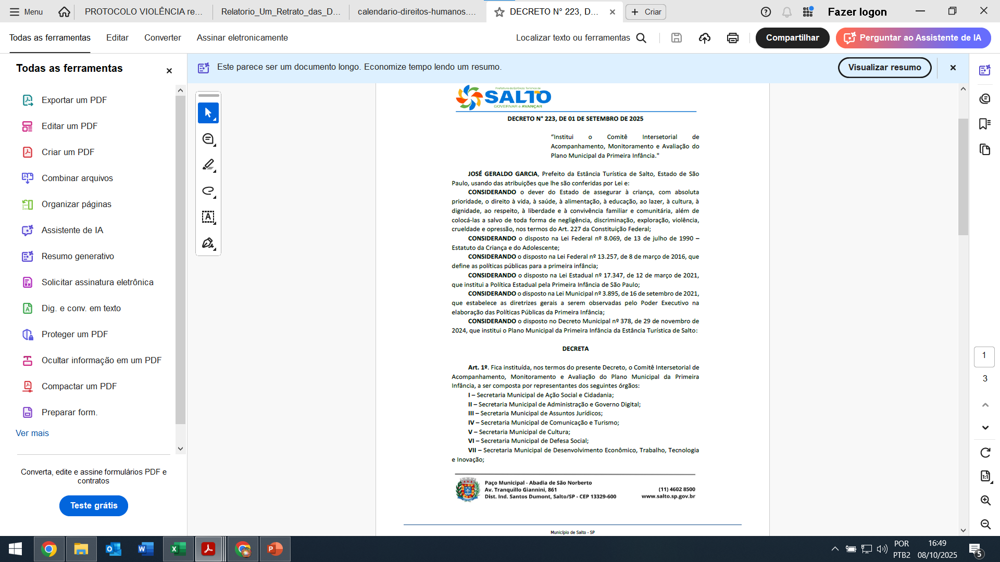 Menu
PROTOCOLO VIOLÊNCIA re...
Relatorio_Um_Retrato_das_D...
calendario-direitos-humanos....
DECRETO N° 223, D...
Criar
Fazer logon
Todas as ferramentas
Editar
Converter
Assinar eletronicamente
Localizar texto ou ferramentas
Compartilhar
Perguntar ao Assistente de IA
Todas as ferramentas
Exportar um PDF
Editar um PDF
Criar um PDF
Combinar arquivos
Organizar páginas
Assistente de IA
Resumo generativo
Solicitar assinatura eletrônica
Dig. e conv. em texto
Proteger um PDF
Ocultar informação em um PDF
Compactar um PDF
Preparar form.
Ver mais
Converta, edite e assine formulários PDF e
contratos
Teste grátis
Este parece ser um documento longo. Economize tempo lendo um resumo.
Visualizar resumo
Prefeitura da Estância Turística de
SALTO
GOVERNAR e AVANÇAR
DECRETO N° 223, DE 01 DE SETEMBRO DE 2025
“Institui o Comitê Intersetorial de
Acompanhamento, Monitoramento e Avaliação do
Plano Municipal da Primeira Infância."
JOSÉ GERALDO GARCIA, Prefeito da Estância Turística de Salto, Estado de São
Paulo, usando das atribuições que lhe são conferidas por Lei e:
CONSIDERANDO o dever do Estado de assegurar à criança, com absoluta
prioridade, o direito à vida, à saúde, à alimentação, à educação, ao lazer, à cultura, à
dignidade, ao respeito, à liberdade e à convivência familiar e comunitária, além de
colocá-las a salvo de toda forma de negligência, discriminação, exploração, violência,
crueldade e opressão, nos termos do Art. 227 da Constituição Federal;
CONSIDERANDO o disposto na Lei Federal nº 8.069, de 13 de julho de 1990 –
Estatuto da Criança e do Adolescente;
CONSIDERANDO o disposto na Lei Federal nº 13.257, de 8 de março de 2016, que
define as políticas públicas para a primeira infância;
CONSIDERANDO o disposto na Lei Estadual nº 17.347, de 12 de março de 2021,
que institui a Política Estadual pela Primeira Infância de São Paulo;
CONSIDERANDO o disposto na Lei Municipal nº 3.895, de 16 de setembro de 2021,
que estabelece as diretrizes gerais a serem observadas pelo Poder Executivo na
elaboração das Políticas Públicas da Primeira Infância;
CONSIDERANDO o disposto no Decreto Municipal nº 378, de 29 de novembro de
2024, que institui o Plano Municipal da Primeira Infância da Estância Turística de Salto:
DECRETA
Art. 1º. Fica instituída, nos termos do presente Decreto, o Comitê Intersetorial de
Acompanhamento, Monitoramento e Avaliação do Plano Municipal da Primeira
Infância, a ser composta por representantes dos seguintes órgãos:
I – Secretaria Municipal de Ação Social e Cidadania;
II – Secretaria Municipal de Administração e Governo Digital;
III – Secretaria Municipal de Assuntos Jurídicos;
IV – Secretaria Municipal de Comunicação e Turismo;
V – Secretaria Municipal de Cultura;
VI – Secretaria Municipal de Defesa Social;
VII – Secretaria Municipal de Desenvolvimento Econômico, Trabalho, Tecnologia
e Inovação;
Paço Municipal - Abadia de São Norberto
Av. Tranquillo Giannini, 861
Dist. Ind. Santos Dumont, Salto/SP - CEP 13329-600
(11) 4602 8500
www.salto.sp.gov.br
Município de Salto - SP
1
3
1:1
POR
PTB2
16:49
08/10/2025
5